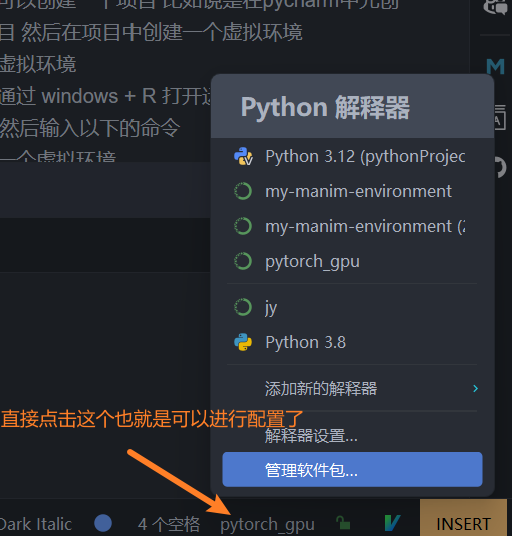 可以创建一个项目 比如说是在pycharm中先创
目 然后在项目中创建一个虚拟环境
虚拟环境
通过 windows + R 打开
然后输入以下的命令
一个虚拟环境
Python 解释器
Python 3.12 (pythonProjec
my-manim-environment
my-manim-environment (2
pytorch_gpu
jy
Python 3.8
添加新的解释器
直接点击这个也就是可以进行配置了
解释器设置...
管理软件包...
Dark Italic
4 个空格
pytorch_gpu
INSERT